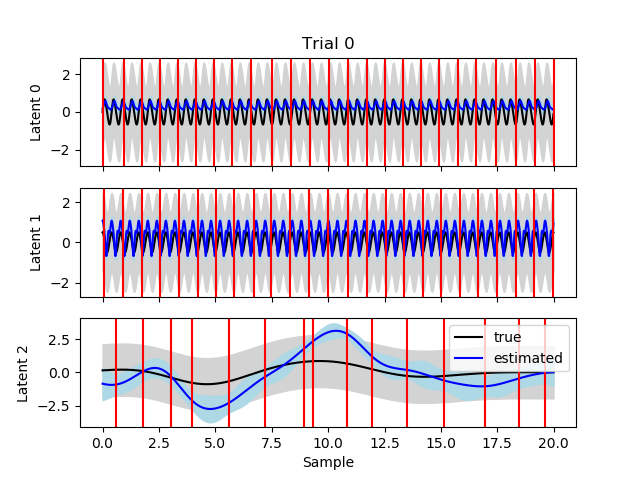 Trial 0
Latent 0
2
0
−2
Latent 1
2
0
−2
Latent 2
2.5
0.0
−2.5
true
estimated
0.0 2.5 5.0 7.5 10.0 12.5 15.0 17.5 20.0
Sample